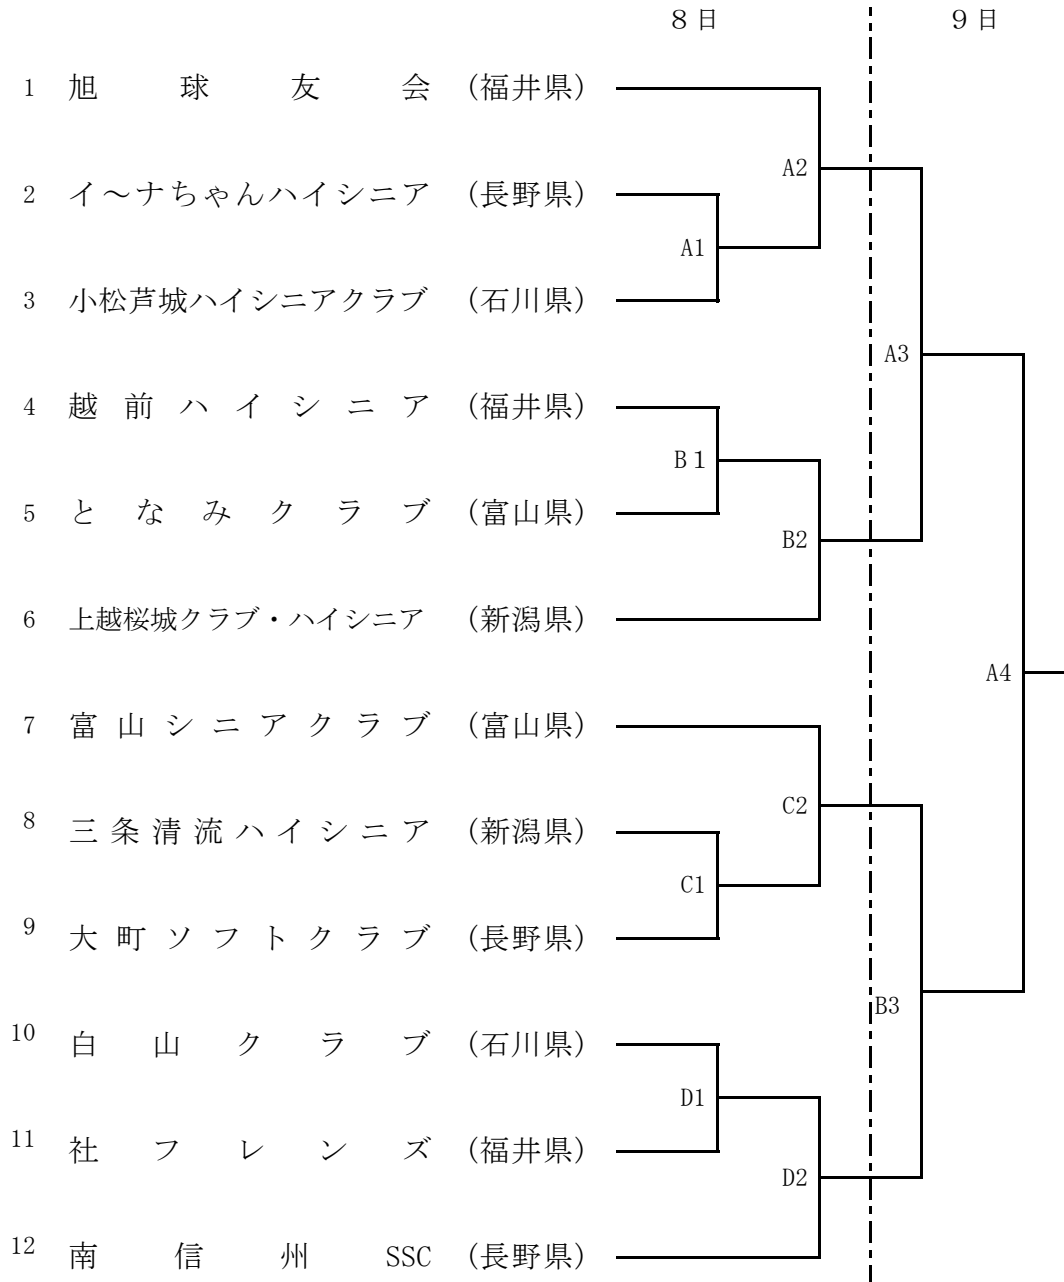 ８日 ９日
1 旭球友会 (福井県)
A2
2 イ～ナちゃんハイシニア (長野県)
A1
3 小松芦城ハイシニアクラブ (石川県)
A3
4 越前ハイシニア (福井県)
B１
5 となみクラブ (富山県)
B2
6 上越桜城クラブ・ハイシニア (新潟県)
A4
7 富山シニアクラブ (富山県)
C2
8 三条清流ハイシニア (新潟県)
C1
9 大町ソフトクラブ (長野県)
B3
10 白山クラブ (石川県)
D1
11 社フレンズ (福井県)
D2
12 南信州SSC (長野県)